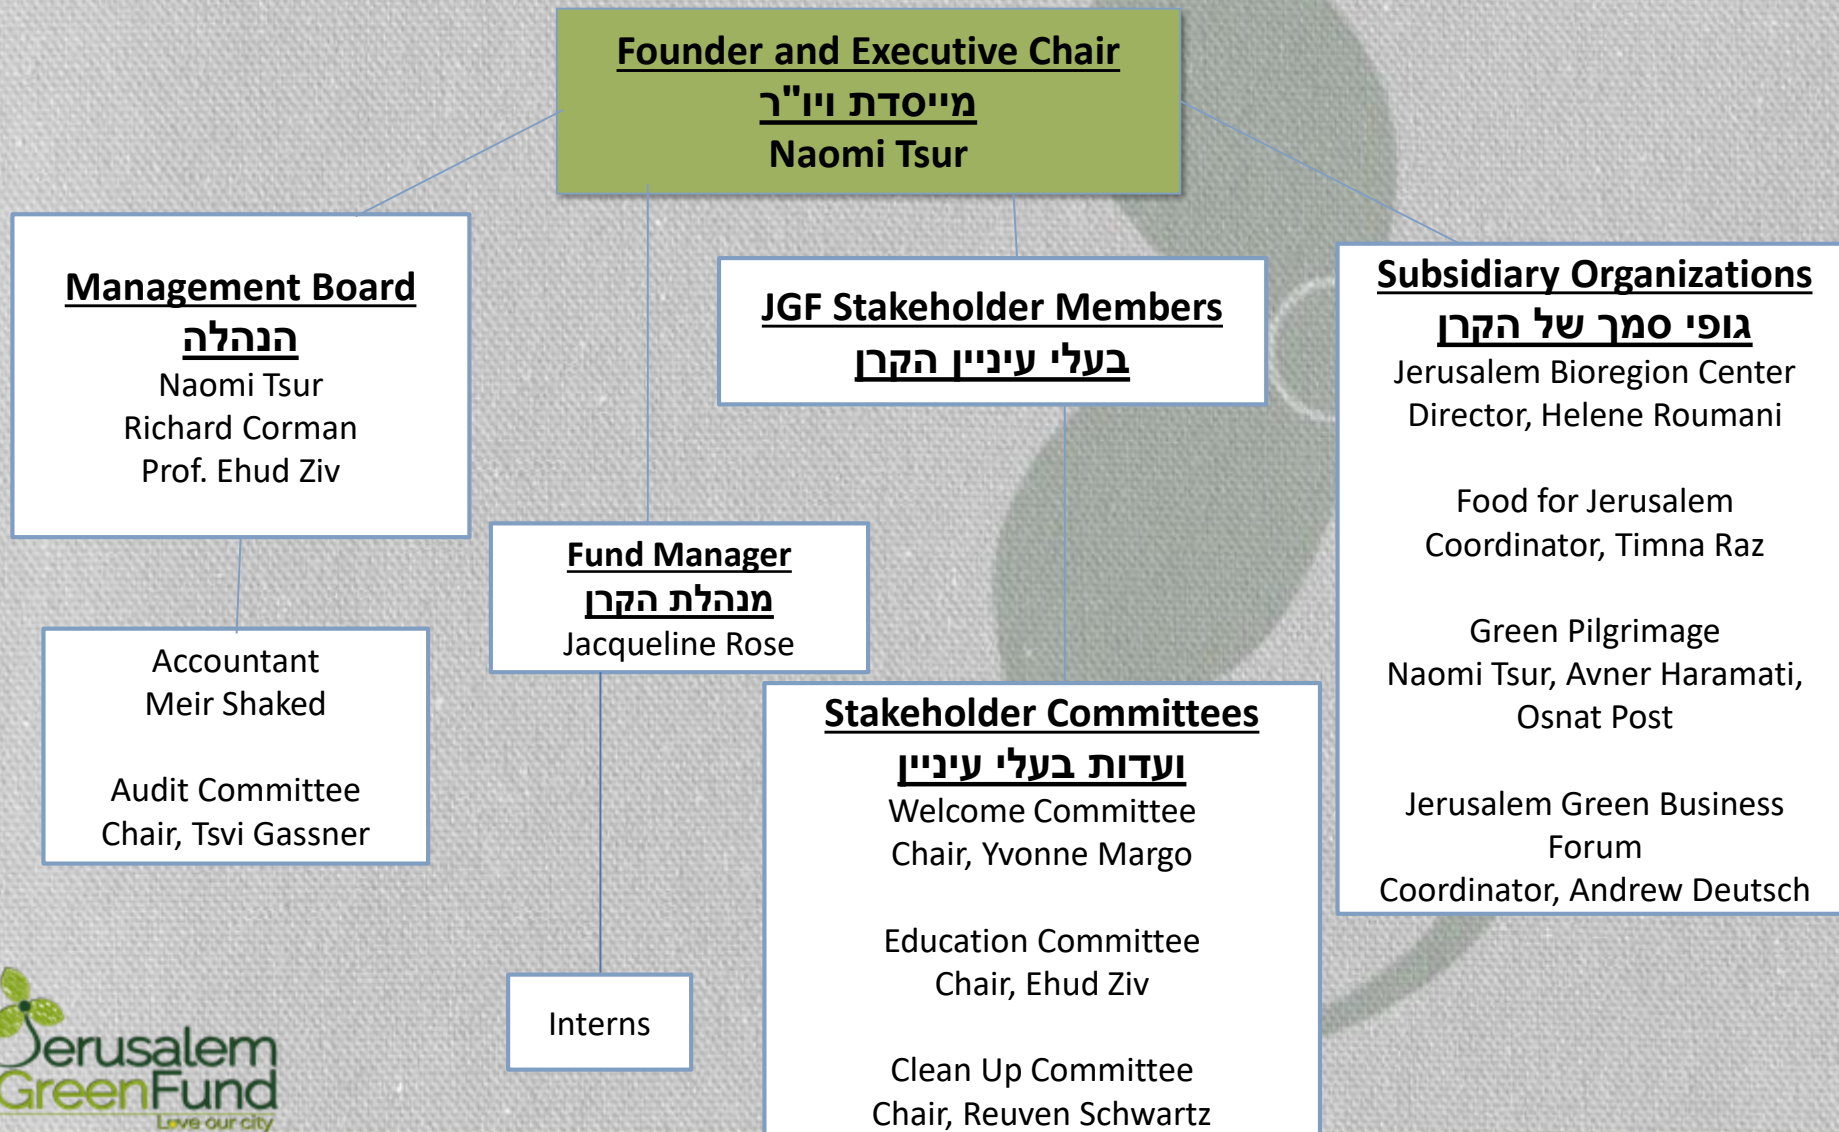 Founder and Executive Chair
מייסדת ויו"ר
Naomi Tsur
Management Board
הנהלה
Naomi Tsur
Richard Corman
Prof. Ehud Ziv
Accountant
Meir Shaked
Audit Committee
Chair, Tsvi Gassner
Fund Manager
מנהלת הקרן
Jacqueline Rose
Interns
JGF Stakeholder Members
בעלי עיניין הקרן
Stakeholder Committees
ועדות בעלי עיניין
Welcome Committee
Chair, Yvonne Margo
Education Committee
Chair, Ehud Ziv
Clean Up Committee
Chair, Reuven Schwartz
Subsidiary Organizations
גופי סמך של הקרן
Jerusalem Bioregion Center
Director, Helene Roumani
Food for Jerusalem
Coordinator, Timna Raz
Green Pilgrimage
Naomi Tsur, Avner Haramati,
Osnat Post
Jerusalem Green Business
Forum
Coordinator, Andrew Deutsch
Jerusalem
GreenFund
Love our city